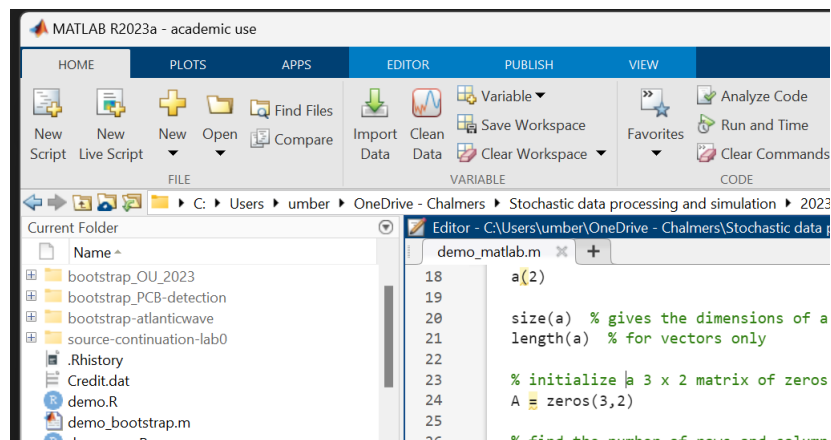 MATLAB R2023a - academic use
HOME PLOTS APPS EDITOR PUBLISH VIEW
New Script
New Live Script
New
Open
Find Files
Compare
Import Data
Clean Data
Variable
Save Workspace
Clear Workspace
Favorites
Analyze Code
Run and Time
Clear Commands
FILE VARIABLE CODE
C: Users umber OneDrive - Chalmers Stochastic data processing and simulation 2023
Current Folder
Name
bootstrap_OU_2023
bootstrap_PCB-detection
bootstrap-atlanticwave
source-continuation-lab0
.Rhistory
Credit.dat
demo.R
demo_bootstrap.m
Editor - C:\Users\umber\OneDrive - Chalmers\Stochastic data
demo_matlab.m
18 a(2)
19
20 size(a) % gives the dimensions of a
21 length(a) % for vectors only
22
23 % initialize a 3 x 2 matrix of zeros
24 A = zeros(3,2)
25